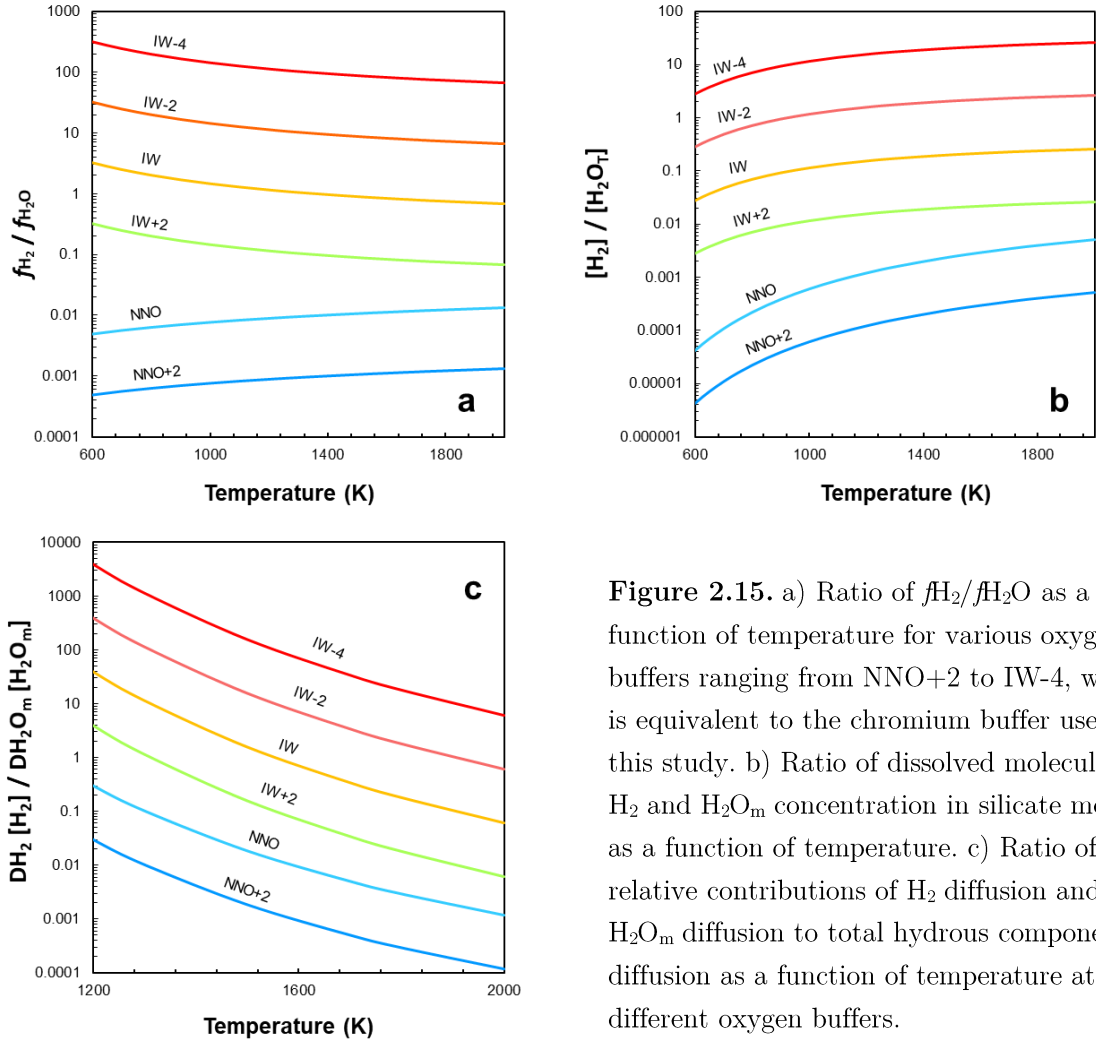 1000
100
10
1
0.1
0.01
0.001
0.0001
fH2 / fH2O
IW-4
IW-2
IW
IW+2
NNO
NNO+2
a
600 1000 1400 1800
Temperature (K)
100
10
1
0.1
0.01
0.001
0.0001
0.00001
0.000001
[H2] / [H2OT]
IW-4
IW-2
IW
IW+2
NNO
NNO+2
b
600 1000 1400 1800
Temperature (K)
10000
1000
100
10
1
0.1
0.01
0.001
0.0001
DH2 [H2] / DH2Om [H2Om]
c
IW-4
IW-2
IW
IW+2
NNO
NNO+2
1200 1600 2000
Temperature (K)
Figure 2.15. a) Ratio of fH2/fH2O as a
function of temperature for various oxyg
buffers ranging from NNO+2 to IW-4, w
is equivalent to the chromium buffer use
this study. b) Ratio of dissolved molecul
H2 and H2Om concentration in silicate me
as a function of temperature. c) Ratio of
relative contributions of H2 diffusion and
H2Om diffusion to total hydrous compone
diffusion as a function of temperature at
different oxygen buffers.